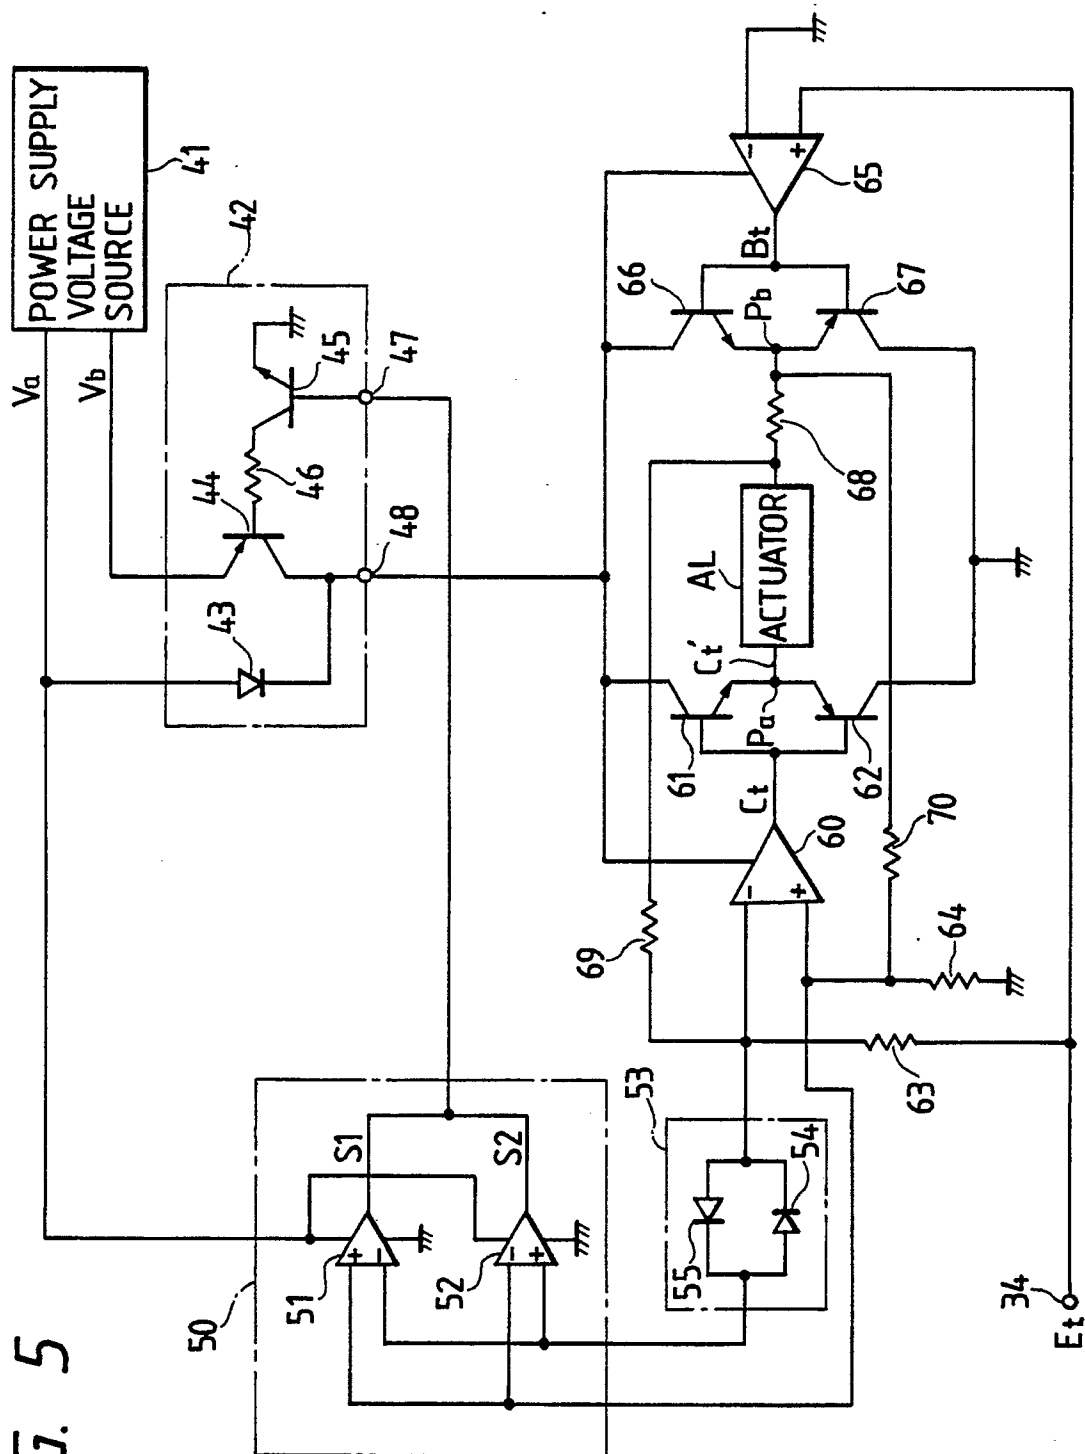 POWER SUPPLY
VOLTAGE
SOURCE
41
Va
Vb
42
43
44
45
46
47
48
50
51
+
−
52
−
+
S1
S2
53
54
55
60
−
+
Ct
61
62
Pa
Ct'
AL
ACTUATOR
63
64
65
−
+
Bt
66
67
Pb
68
69
70
34
Et
5